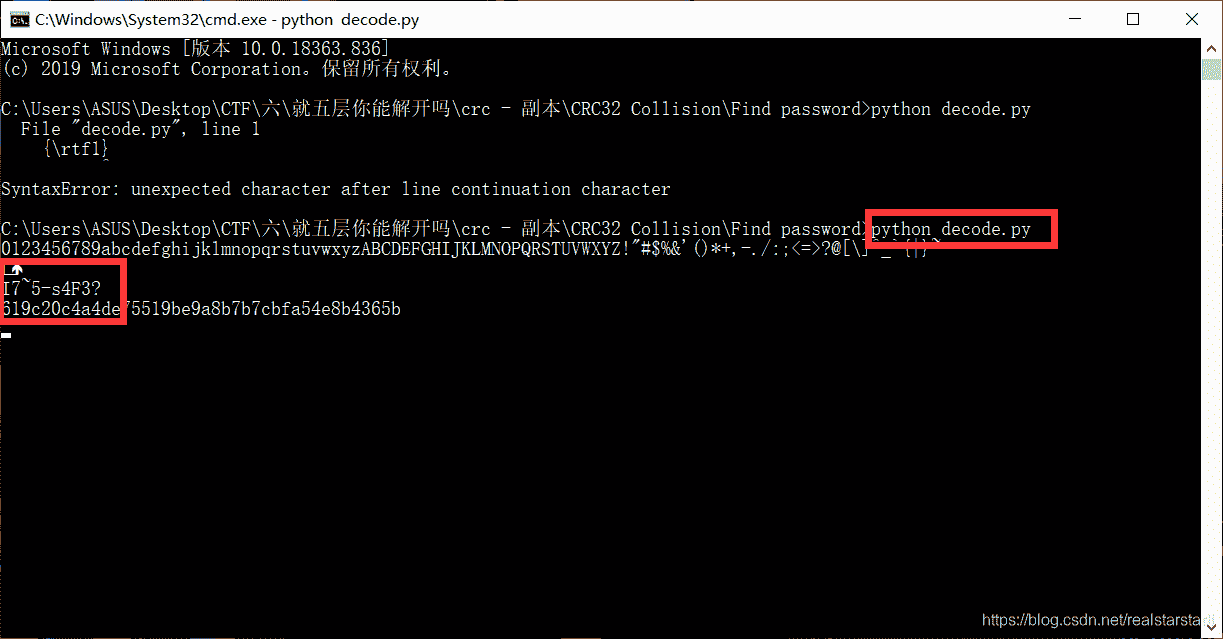 C:\Windows\System32\cmd.exe - python decode.py
Microsoft Windows [版本 10.0.18363.836]
(c) 2019 Microsoft Corporation。保留所有权利。
C:\Users\ASUS\Desktop\CTF\六\就五层你能解开吗\crc - 副本\CRC32 Collision\Find password>python decode.py
File "decode.py", line 1
{\rtf1}
^
SyntaxError: unexpected character after line continuation character
C:\Users\ASUS\Desktop\CTF\六\就五层你能解开吗\crc - 副本\CRC32 Collision\Find password>python decode.py
0123456789abcdefghijklmnopqrstuvwxyzABCDEFGHIJKLMNOPQRSTUVWXYZ!"#$%&'()*+,-./:;<=>?@[\]^_`{|}~
I7~5-s4F3?
619c20c4a4de75519be9a8b7b7cbfa54e8b4365b
https://blog.csdn.net/realstarstarli